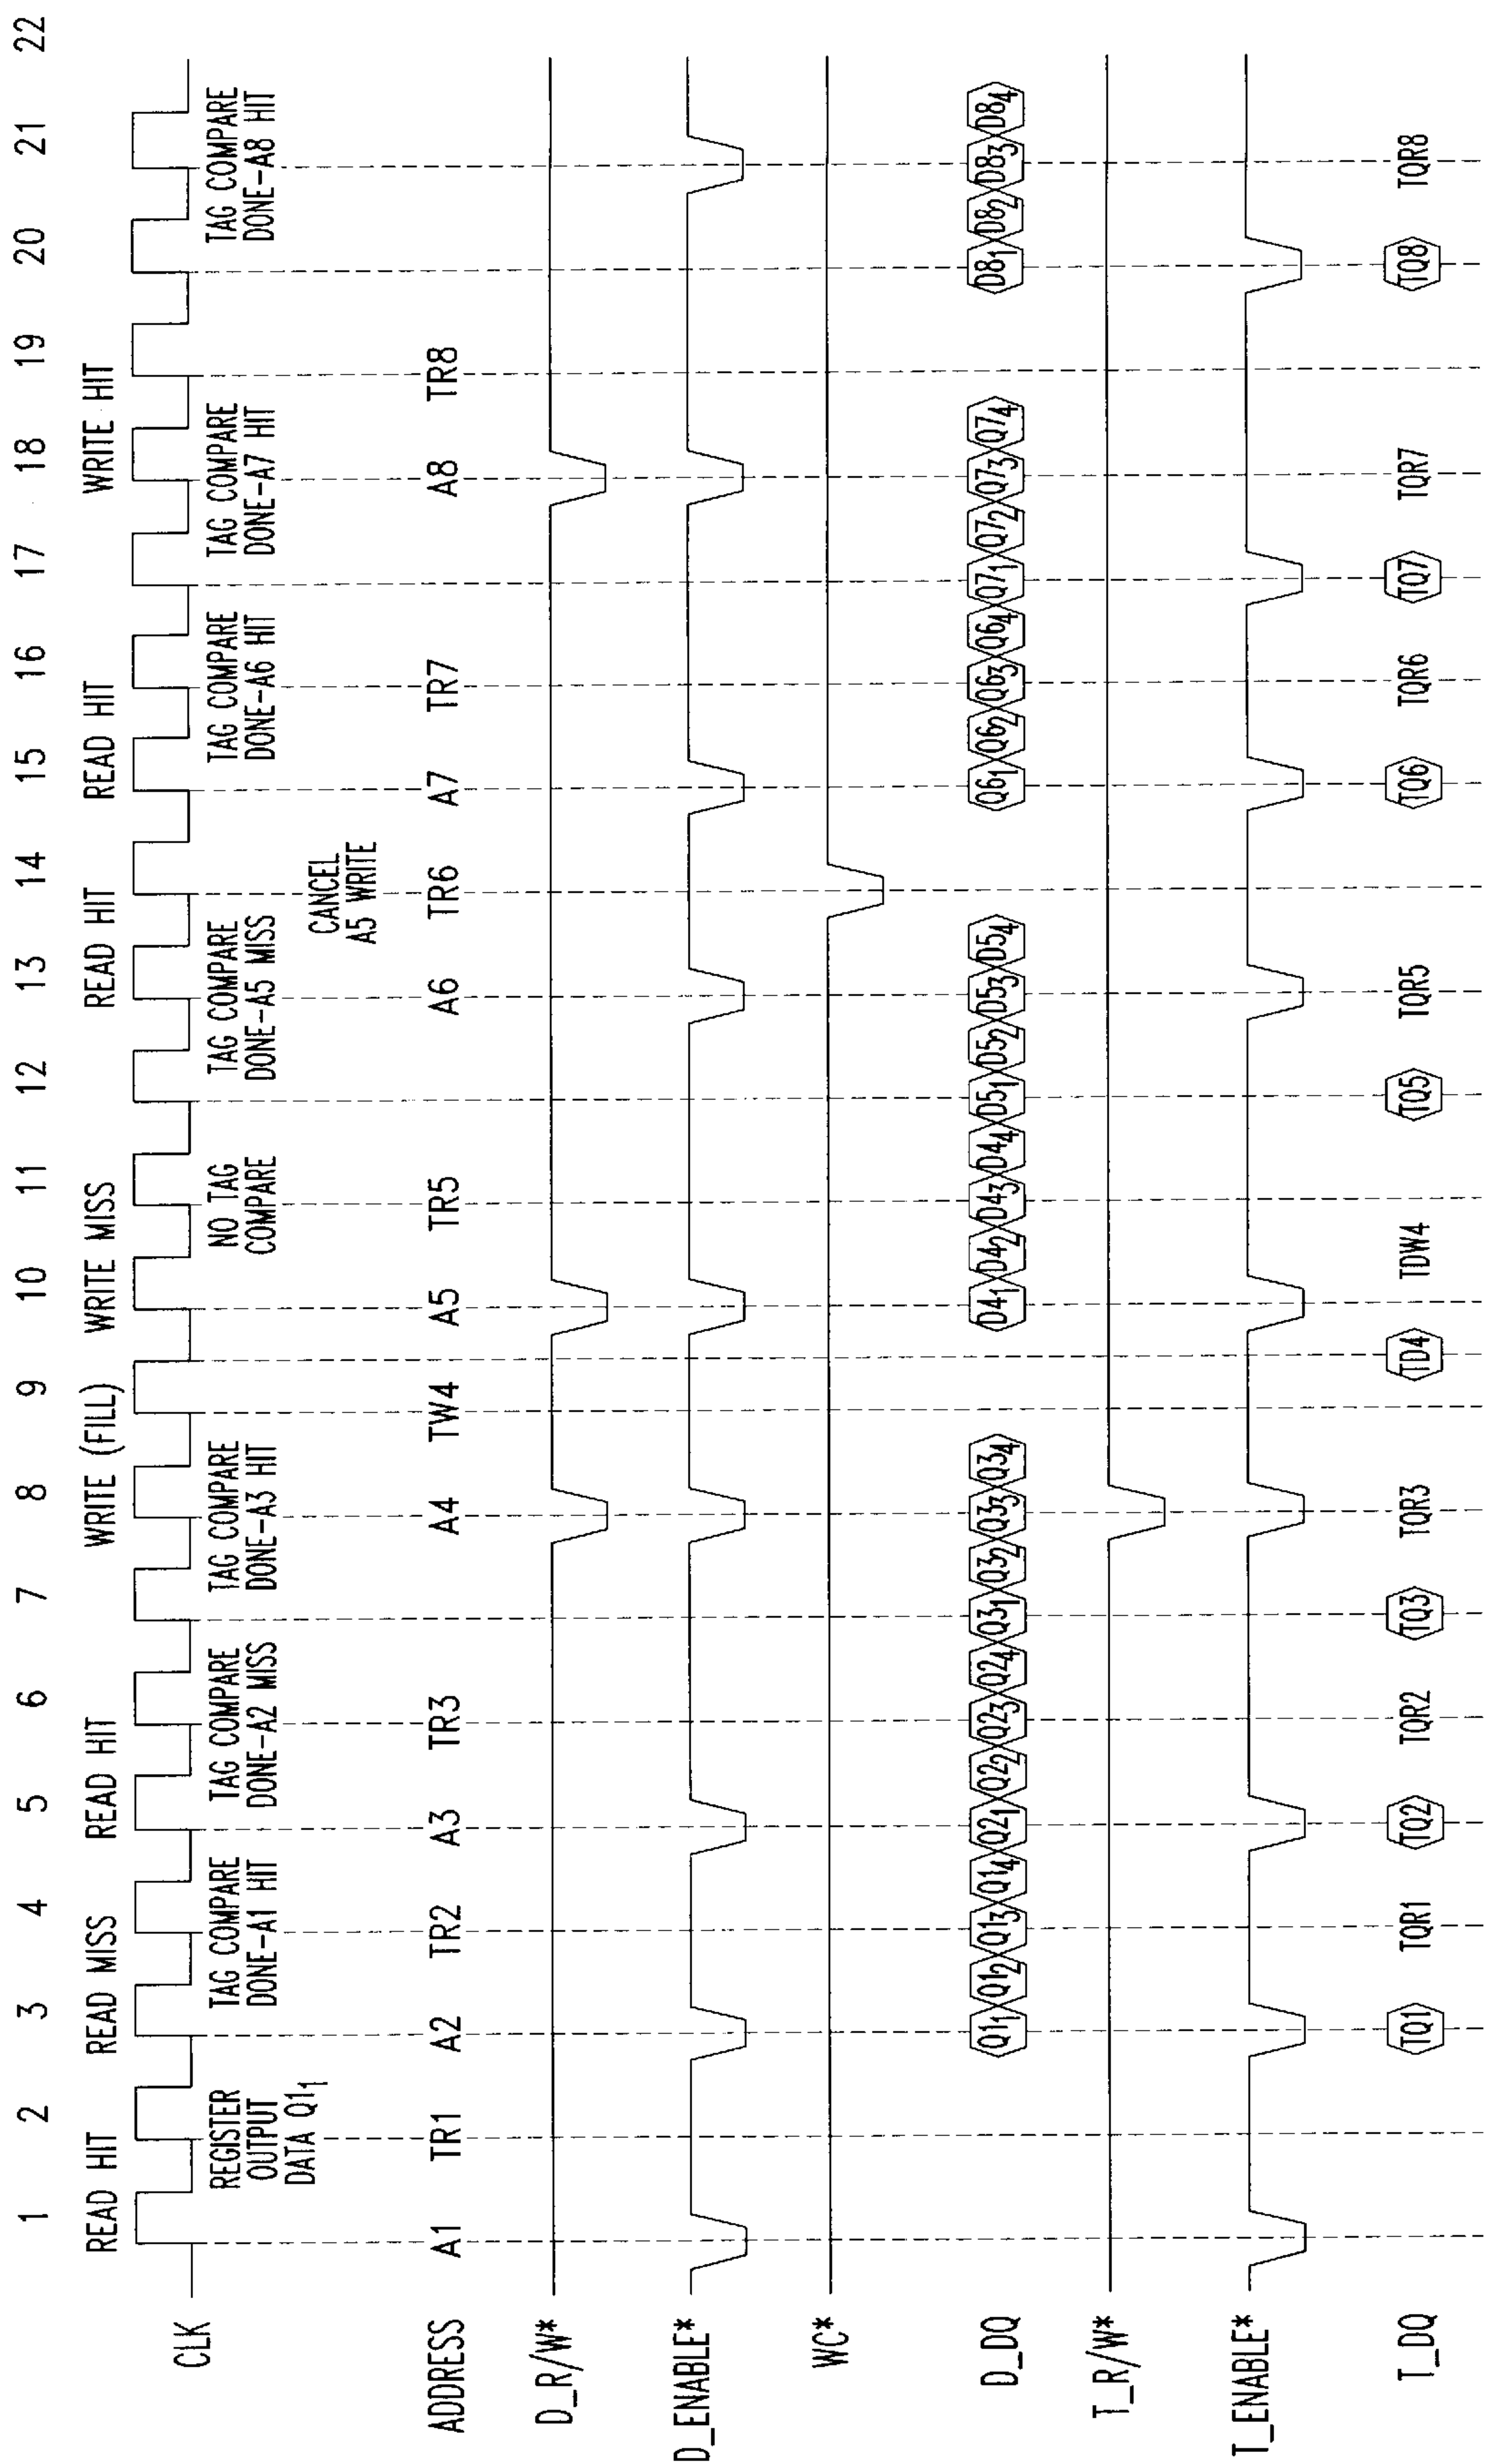 1 2 3 4 5 6 7 8 9 10 11 12 13 14 15 16 17 18 19 20 21 22
READ HIT READ MISS READ HIT WRITE (FILL) WRITE MISS READ HIT READ HIT WRITE HIT
CLK
REGISTER
OUTPUT
DATA Q1₁
TAG COMPARE
DONE-A1 HIT
TAG COMPARE
DONE-A2 MISS
TAG COMPARE
DONE-A3 HIT
NO TAG
COMPARE
TAG COMPARE
DONE-A5 MISS
CANCEL
A5 WRITE
TAG COMPARE
DONE-A6 HIT
TAG COMPARE
DONE-A7 HIT
TAG COMPARE
DONE-A8 HIT
ADDRESS A1 TR1 A2 TR2 A3 TR3 A4 TW4 A5 TR5 A6 TR6 A7 TR7 A8 TR8
D_R/W*
D_ENABLE*
WC*
D_DQ Q1₁ Q1₂ Q1₃ Q1₄ Q2₁ Q2₂ Q2₃ Q2₄ Q3₁ Q3₂ Q3₃ Q3₄ D4₁ D4₂ D4₃ D4₄ D5₁ D5₂ D5₃ D5₄ Q6₁ Q6₂ Q6₃ Q6₄ Q7₁ Q7₂ Q7₃ Q7₄ D8₁ D8₂ D8₃ D8₄
T_R/W*
T_ENABLE*
T_DQ TQ1 TQR1 TQ2 TQR2 TQ3 TQR3 TD4 TDW4 TQ5 TQR5 TQ6 TQR6 TQ7 TQR7 TQ8 TQR8